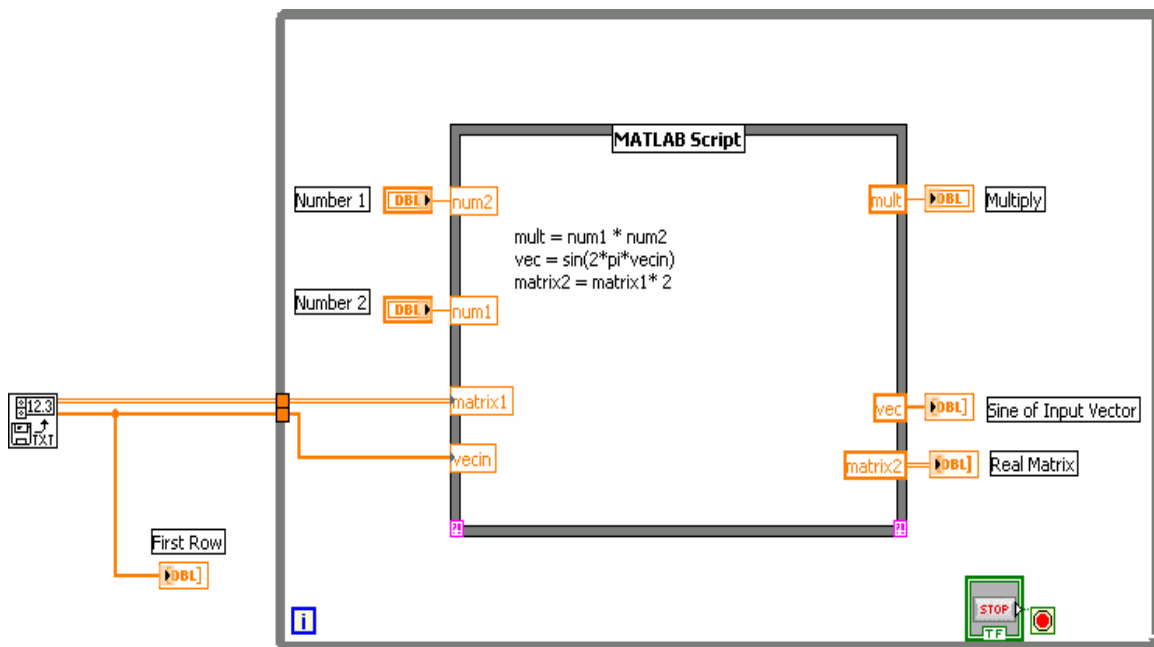 MATLAB Script
Number 1
DBL
num2
mult
DBL
Multiply
mult = num1 * num2
vec = sin(2*pi*vecin)
matrix2 = matrix1* 2
Number 2
DBL
num1
12.3
TXT
matrix1
vec
DBL]
Sine of Input Vector
vecin
matrix2
DBL]
Real Matrix
?!
?!
First Row
DBL]
i
STOP
TF